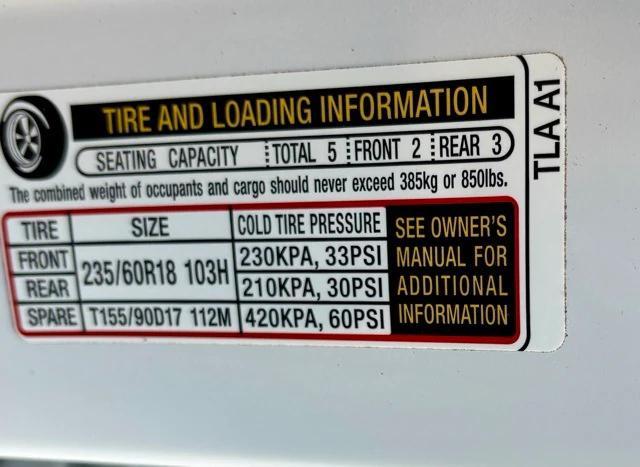 TIRE AND LOADING INFORMATION
SEATING CAPACITY TOTAL 5 FRONT 2 REAR 3
The combined weight of occupants and cargo should never exceed 385kg or 850lbs.
TIRE SIZE COLD TIRE PRESSURE
FRONT 235/60R18 103H 230KPA, 33PSI
REAR 210KPA, 30PSI
SPARE T155/90D17 112M 420KPA, 60PSI
SEE OWNER'S
MANUAL FOR
ADDITIONAL
INFORMATION
TLA A1